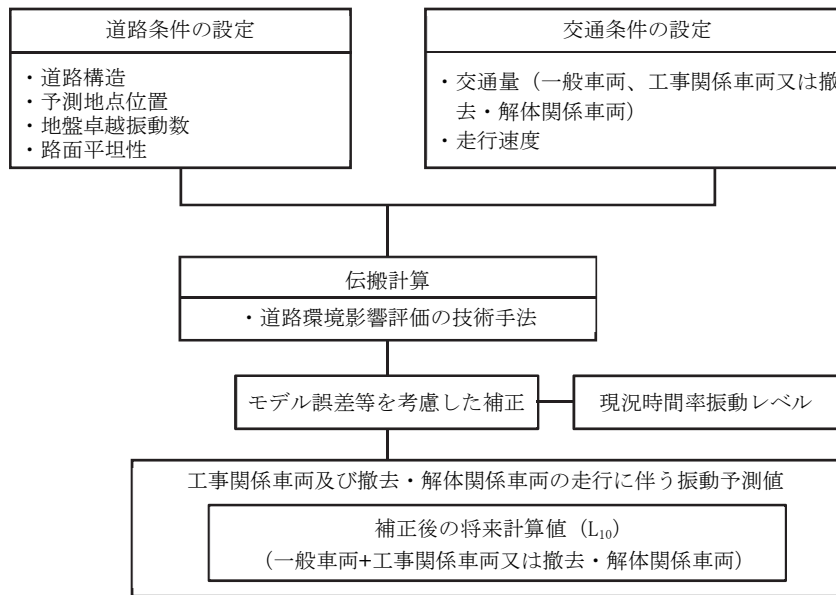 道路条件の設定
・道路構造
・予測地点位置
・地盤卓越振動数
・路面平坦性
交通条件の設定
・交通量（一般車両、工事関係車両又は撤
去・解体関係車両）
・走行速度
伝搬計算
・道路環境影響評価の技術手法
モデル誤差等を考慮した補正
現況時間率振動レベル
工事関係車両及び撤去・解体関係車両の走行に伴う振動予測値
補正後の将来計算値（L₁₀）
（一般車両+工事関係車両又は撤去・解体関係車両）